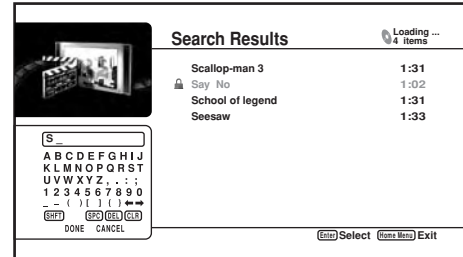 Search Results
Loading ...
4 items
Scallop-man 3 1:31
Say No 1:02
School of legend 1:31
Seesaw 1:33
S_
A B C D E F G H I J
K L M N O P Q R S T
U V W X Y Z , . : ;
1 2 3 4 5 6 7 8 9 0
_ – ( ) [ ] { } ⬅ ➡
SHFT SPC DEL CLR
DONE CANCEL
Enter Select Home Menu Exit